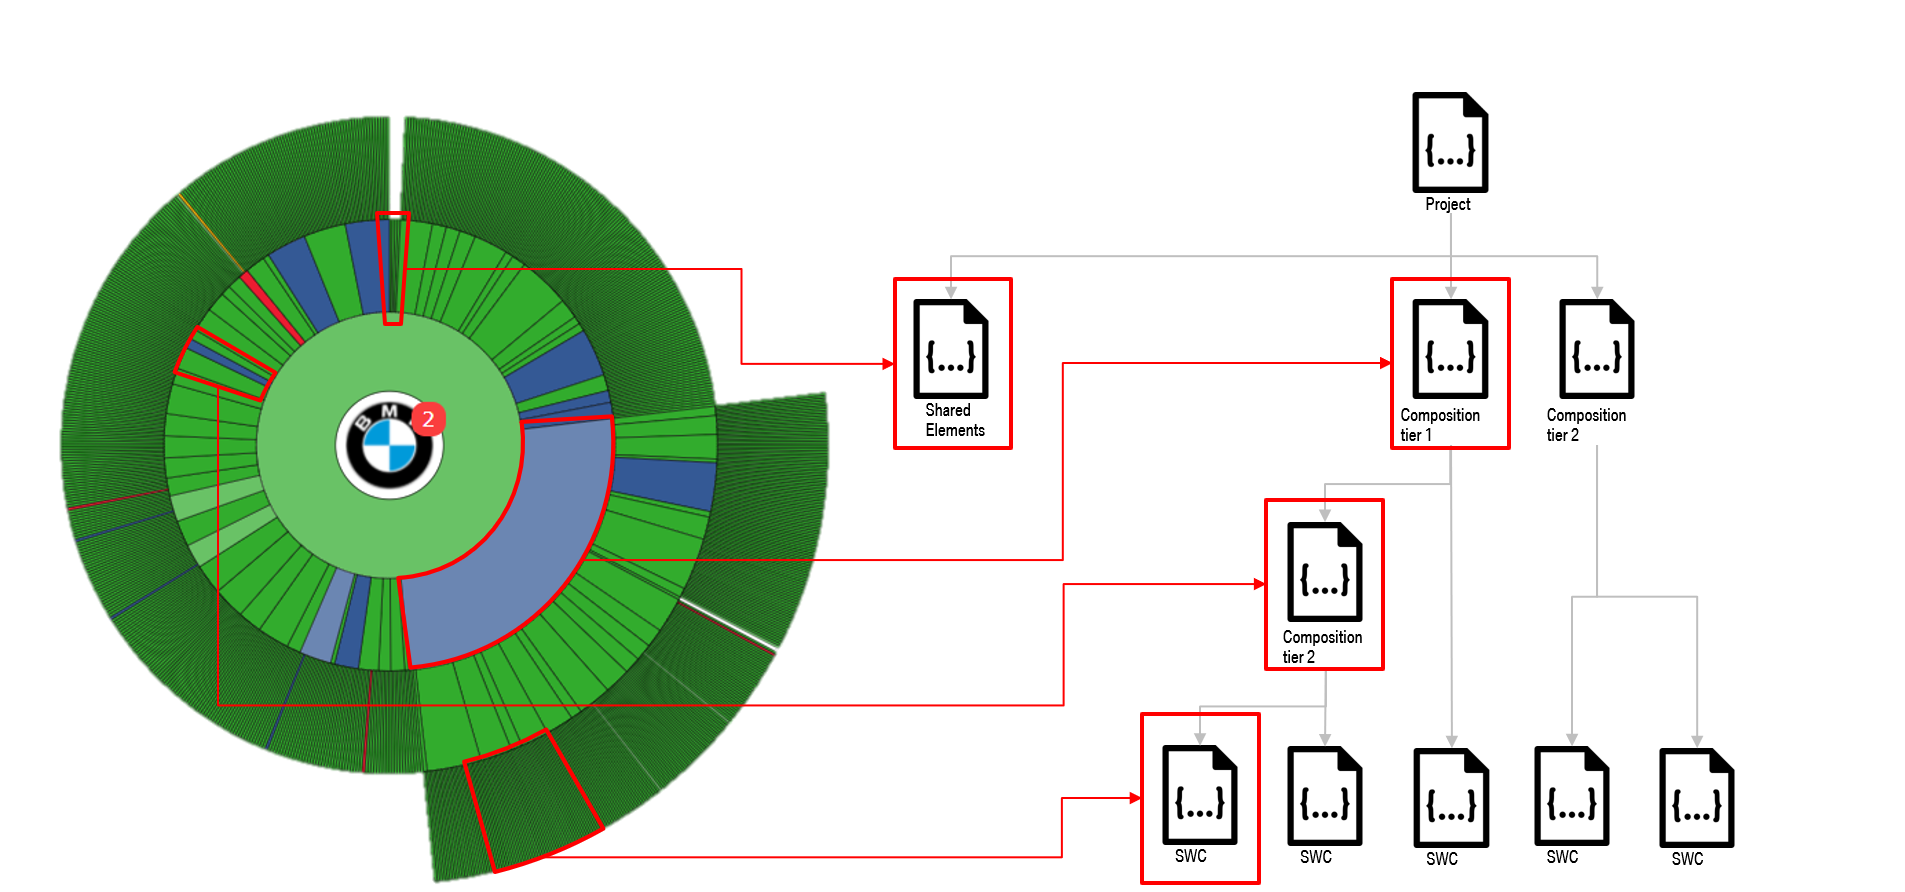 Project
{...}
B M
2
{...}
{...}
{...}
Shared
Elements
Composition
tier 1
Composition
tier 2
{...}
Composition
tier 2
{...}
{...}
{...}
{...}
{...}
SWC
SWC
SWC
SWC
SWC